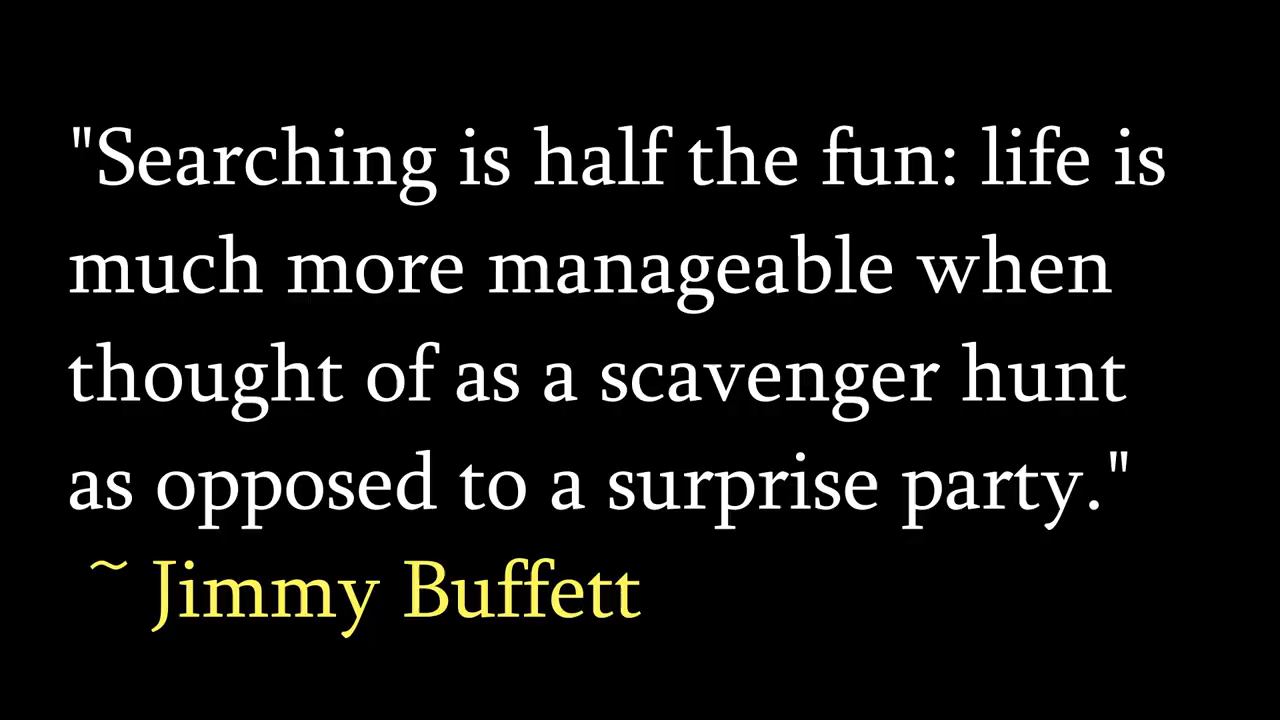 "Searching is half the fun: life is
much more manageable when
thought of as a scavenger hunt
as opposed to a surprise party."
~ Jimmy Buffett